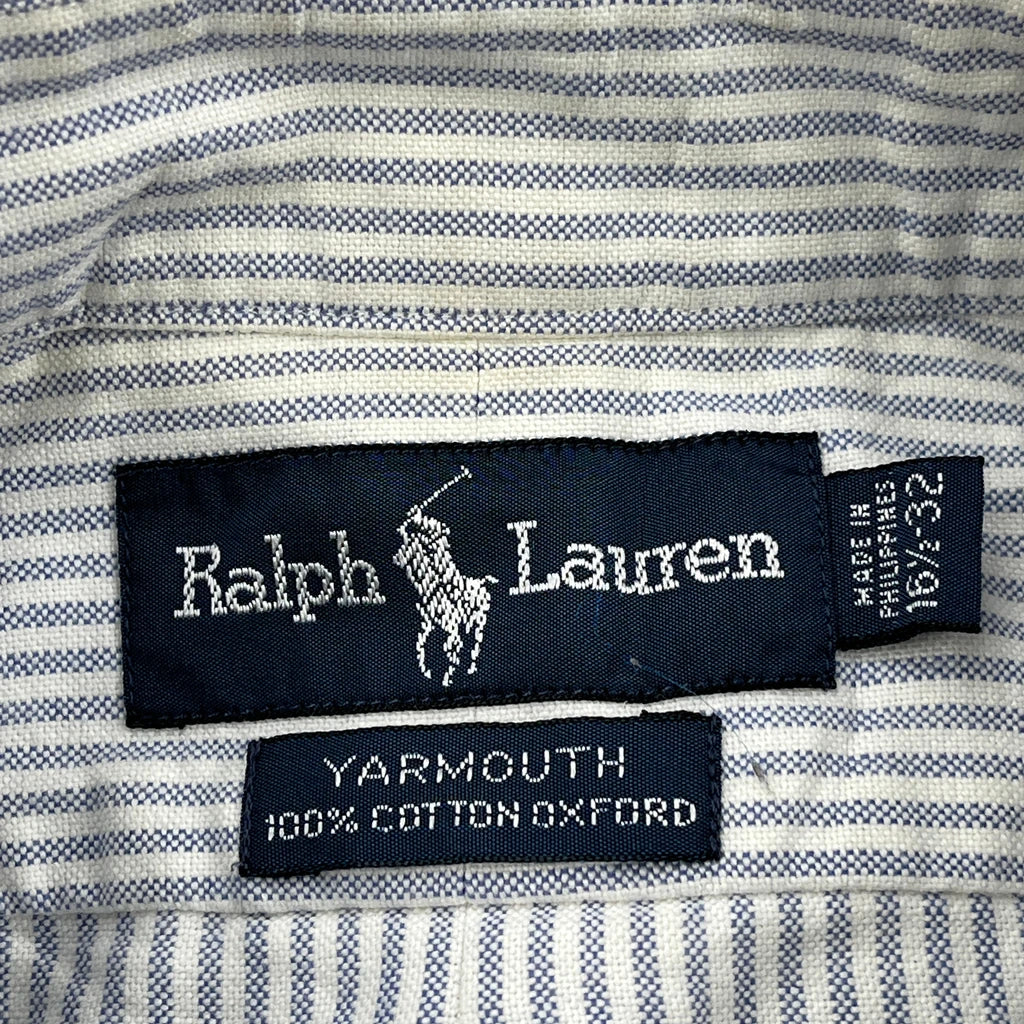 Ralph Lauren
MADE IN
PHILIPPINES
16½-32
YARMOUTH
100% COTTON OXFORD